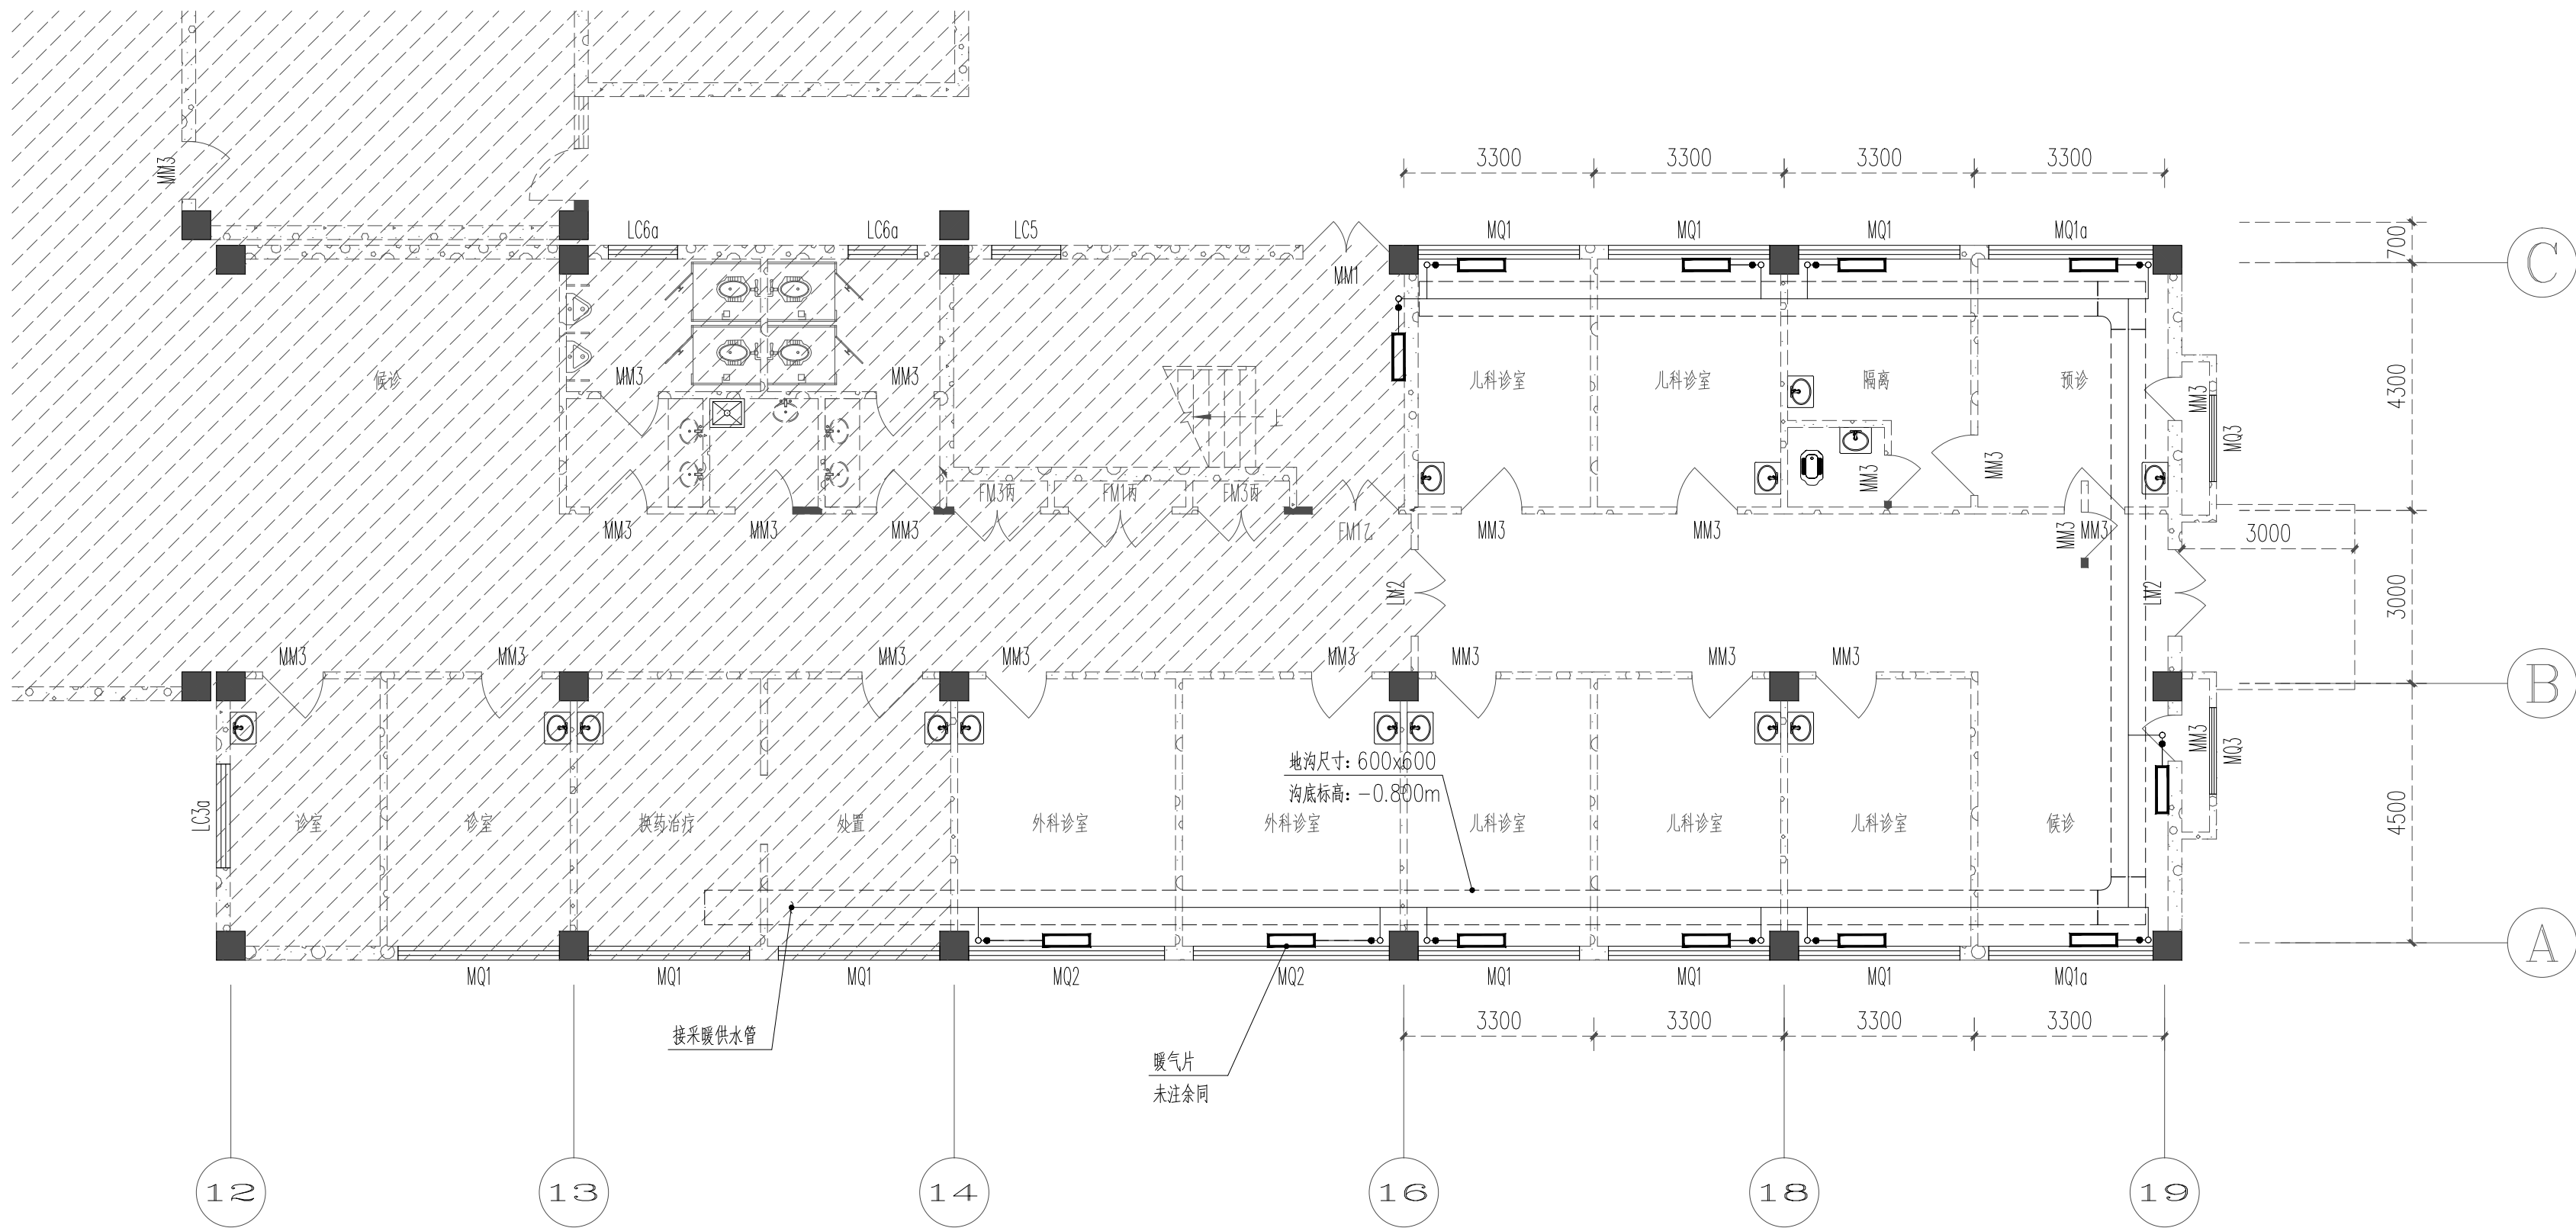 3300 3300 3300 3300
MM3
LC6a LC6a LC5 MQ1 MQ1 MQ1 MQ1a
700
C
MM1
候诊 MM3 MM3 儿科诊室 儿科诊室 隔离 预诊 MM3 4300
上
MQ3
MM3 MM3
FM3丙 FM1丙 FM3丙
MM3 MM3 MM3 FM1乙 MM3 MM3 MM3 MM3 3000
LM2 LM2 3000
MM3 MM3 MM3 MM3 MM3 MM3 MM3 MM3
B
MM3 MQ3
地沟尺寸: 600x600
沟底标高: -0.800m
LC3a 诊室 诊室 换药治疗 处置 外科诊室 外科诊室 儿科诊室 儿科诊室 儿科诊室 候诊 4500
A
MQ1 MQ1 MQ1 MQ2 MQ2 MQ1 MQ1 MQ1 MQ1a
3300 3300 3300 3300
接采暖供水管
暖气片
未注余同
12 13 14 16 18 19